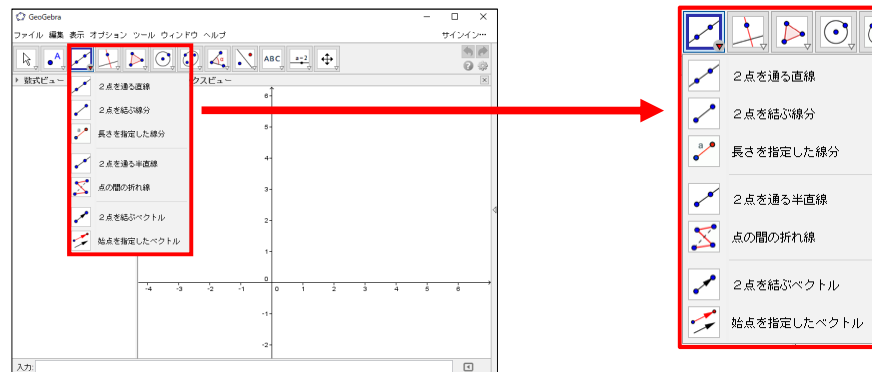 GeoGebra
ファイル 編集 表示 オプション ツール ウィンドウ ヘルプ
サインイン…
A
α
ABC
a=2
数式ビュー
クスビュー
2点を通る直線
2点を結ぶ線分
a
長さを指定した線分
2点を通る半直線
点の間の折れ線
2点を結ぶベクトル
始点を指定したベクトル
6
5
4
3
2
1
0
-4 -3 -2 -1 0 1 2 3 4 5 6
-1
-2
入力:
2点を通る直線
2点を結ぶ線分
a
長さを指定した線分
2点を通る半直線
点の間の折れ線
2点を結ぶベクトル
始点を指定したベクトル